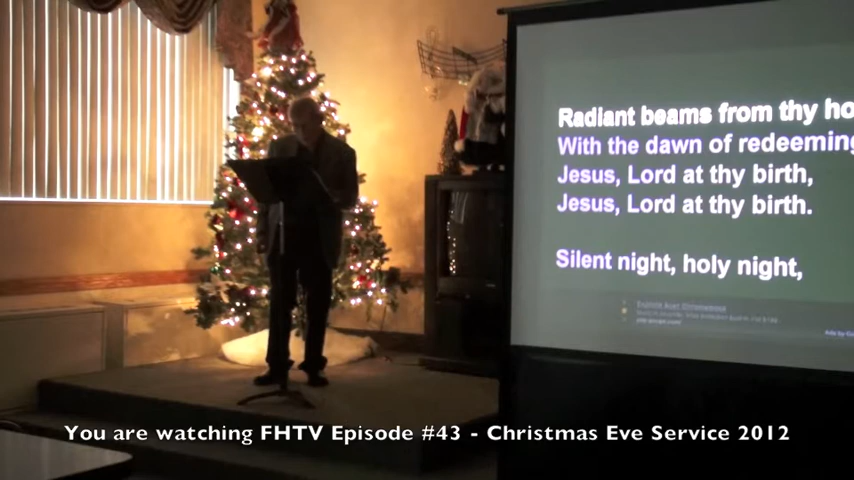 Radiant beams from thy ho
With the dawn of redeeming
Jesus, Lord at thy birth,
Jesus, Lord at thy birth.
Silent night, holy night,
You are watching FHTV Episode #43 - Christmas Eve Service 2012